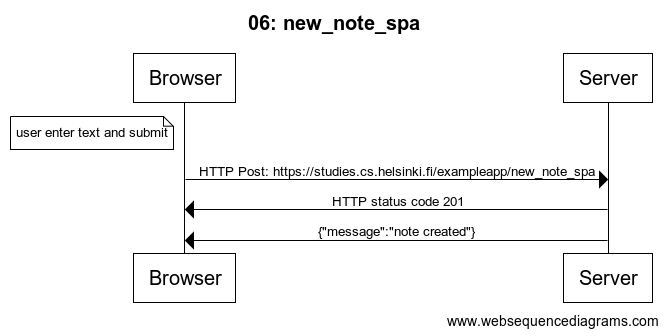 06: new_note_spa
Browser
Server
user enter text and submit
HTTP Post: https://studies.cs.helsinki.fi/exampleapp/new_note_spa
HTTP status code 201
{"message":"note created"}
Browser
Server
www.websequencediagrams.com